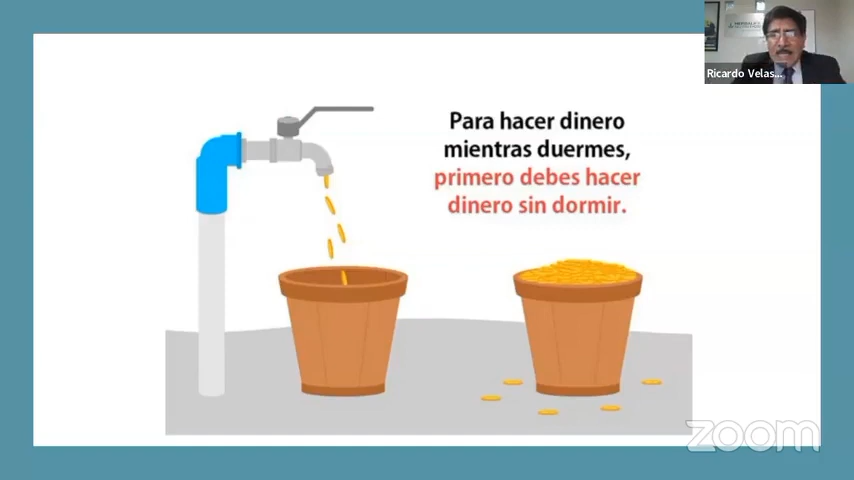 Ricardo Velas...
Para hacer dinero
mientras duermes,
primero debes hacer
dinero sin dormir.
zoom